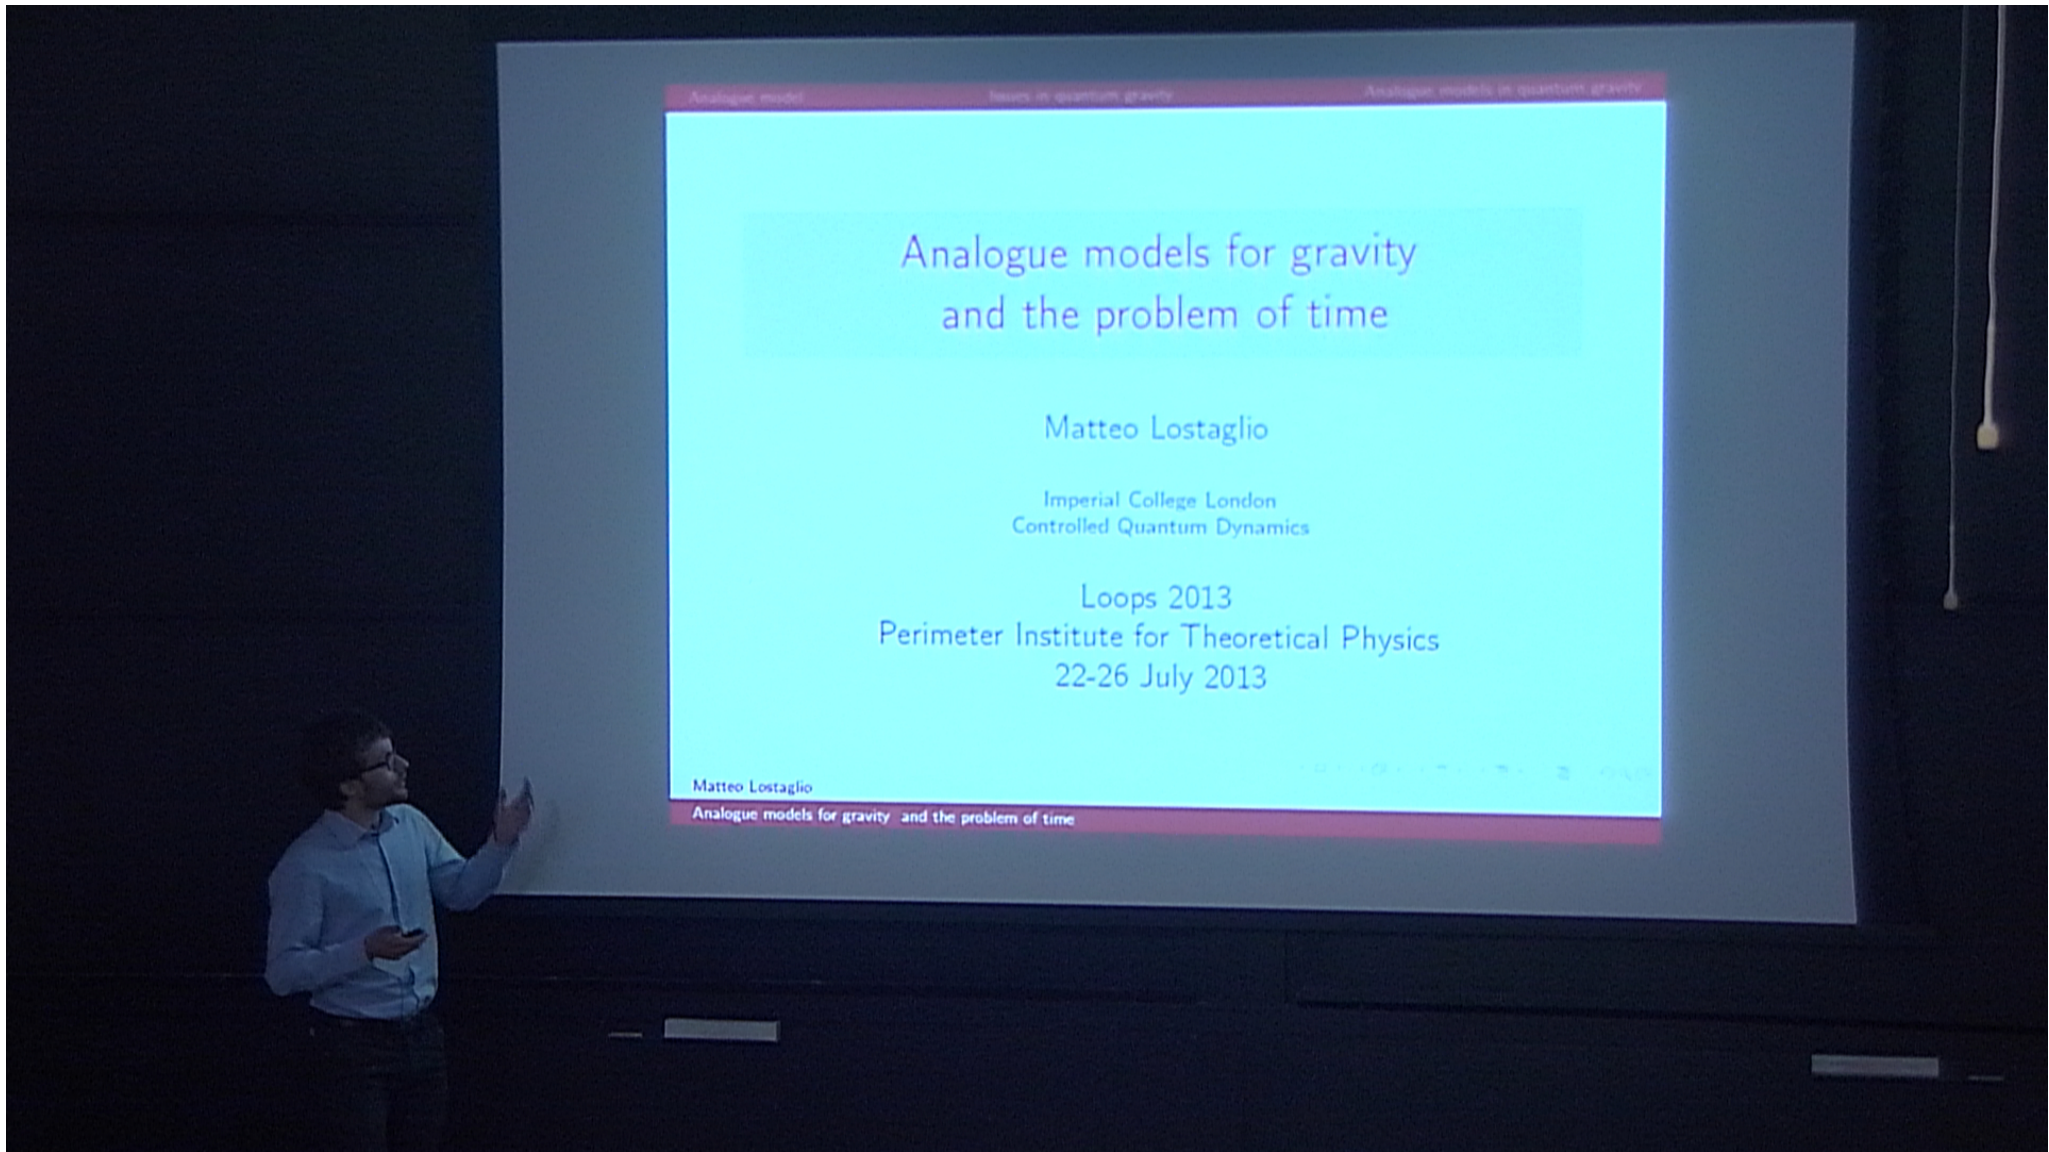 Analogue model
Issues in quantum gravity
Analogue models in quantum gravity
Analogue models for gravity
and the problem of time
Matteo Lostaglio
Imperial College London
Controlled Quantum Dynamics
Loops 2013
Perimeter Institute for Theoretical Physics
22-26 July 2013
Matteo Lostaglio
Analogue models for gravity and the problem of time